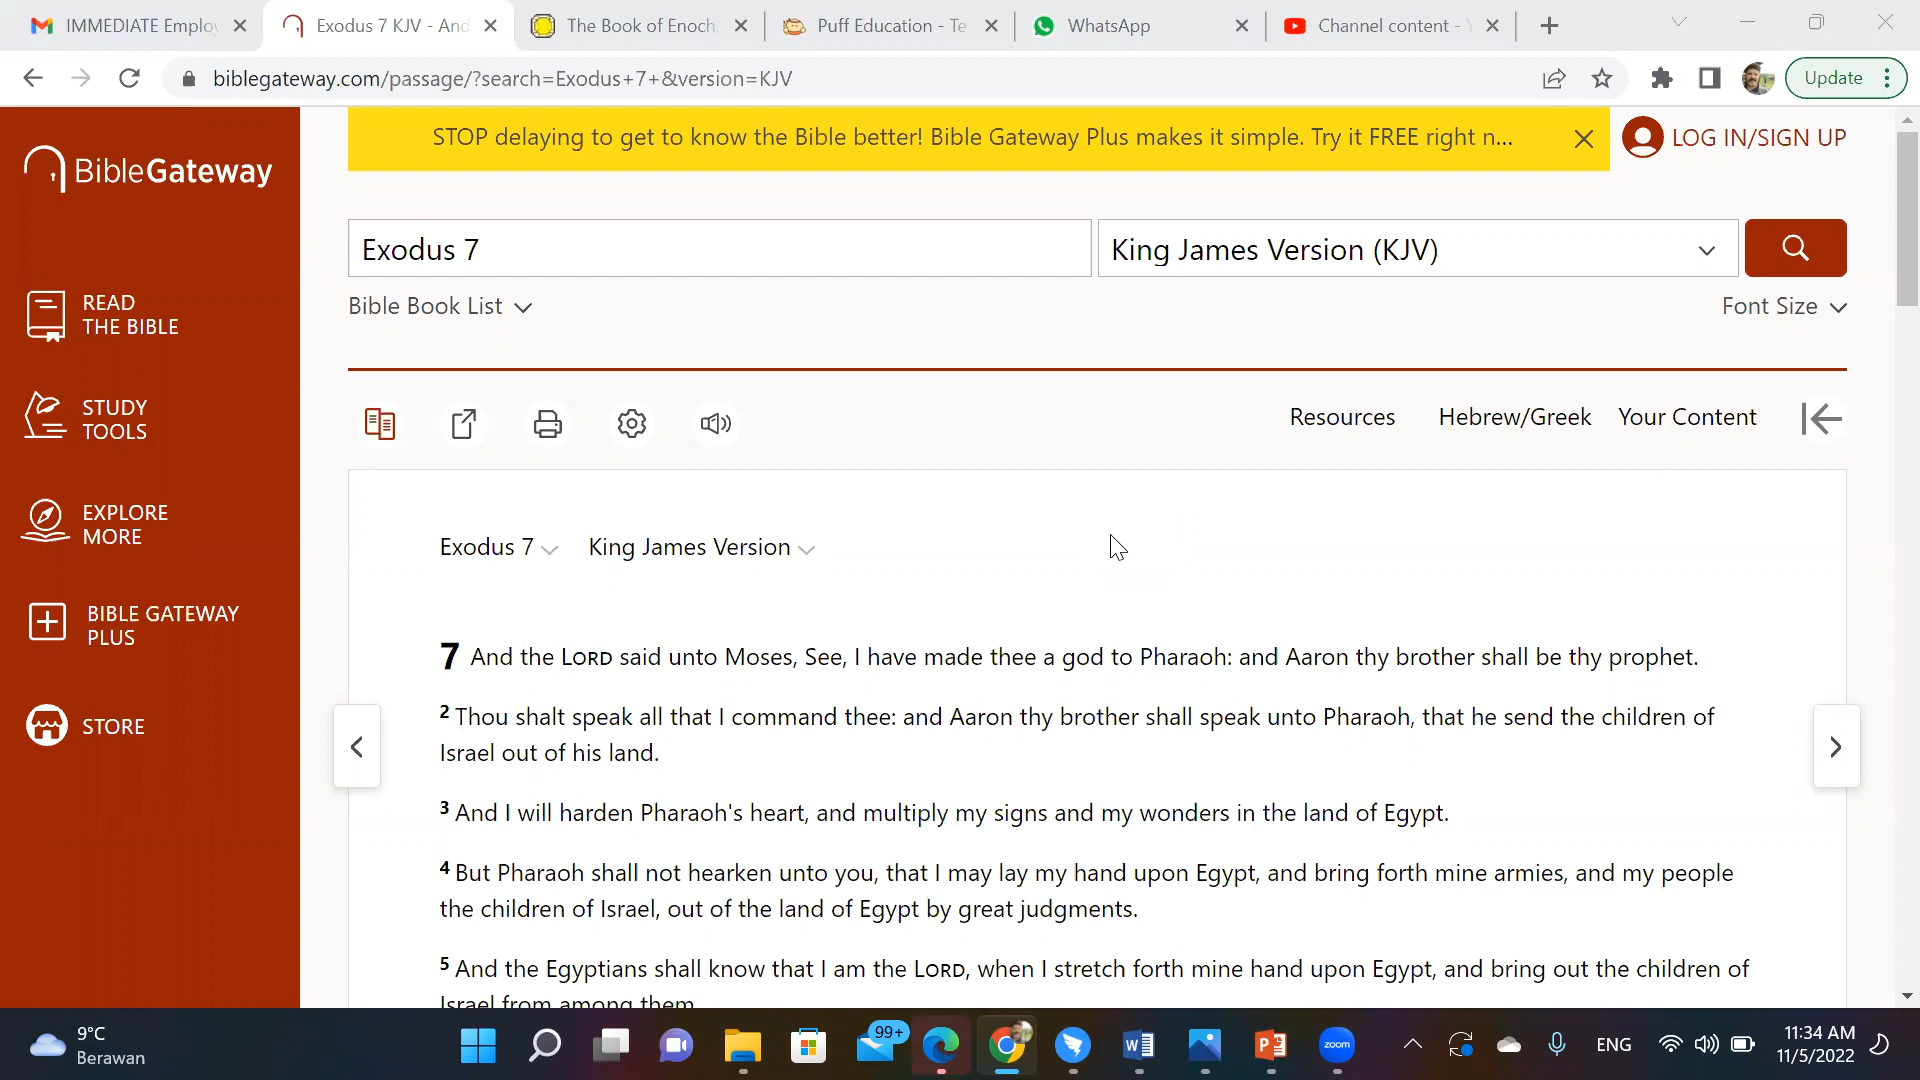 IMMEDIATE Emplo
Exodus 7 KJV - And
The Book of Enoch,
Puff Education - Te
WhatsApp
Channel content -
biblegateway.com/passage/?search=Exodus+7+&version=KJV
Update
BibleGateway
STOP delaying to get to know the Bible better! Bible Gateway Plus makes it simple. Try it FREE right n...
LOG IN/SIGN UP
Exodus 7
King James Version (KJV)
Bible Book List
Font Size
READ
THE BIBLE
STUDY
TOOLS
EXPLORE
MORE
BIBLE GATEWAY
PLUS
STORE
Resources
Hebrew/Greek
Your Content
Exodus 7
King James Version
7 And the LORD said unto Moses, See, I have made thee a god to Pharaoh: and Aaron thy brother shall be thy prophet.
2 Thou shalt speak all that I command thee: and Aaron thy brother shall speak unto Pharaoh, that he send the children of
Israel out of his land.
3 And I will harden Pharaoh's heart, and multiply my signs and my wonders in the land of Egypt.
4 But Pharaoh shall not hearken unto you, that I may lay my hand upon Egypt, and bring forth mine armies, and my people
the children of Israel, out of the land of Egypt by great judgments.
5 And the Egyptians shall know that I am the LORD, when I stretch forth mine hand upon Egypt, and bring out the children of
Israel from among them.
9°C
Berawan
99+
zoom
ENG
11:34 AM
11/5/2022